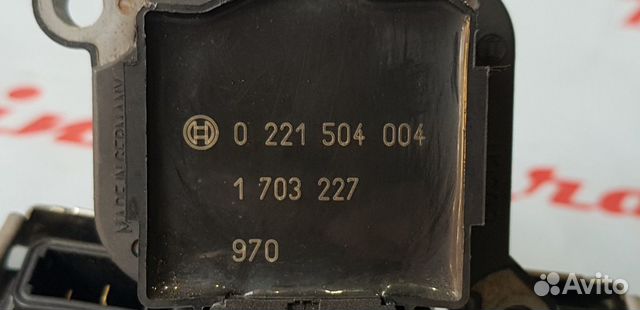 0 221 504 004
1 703 227
970
MADE IN GERMANY
Avito